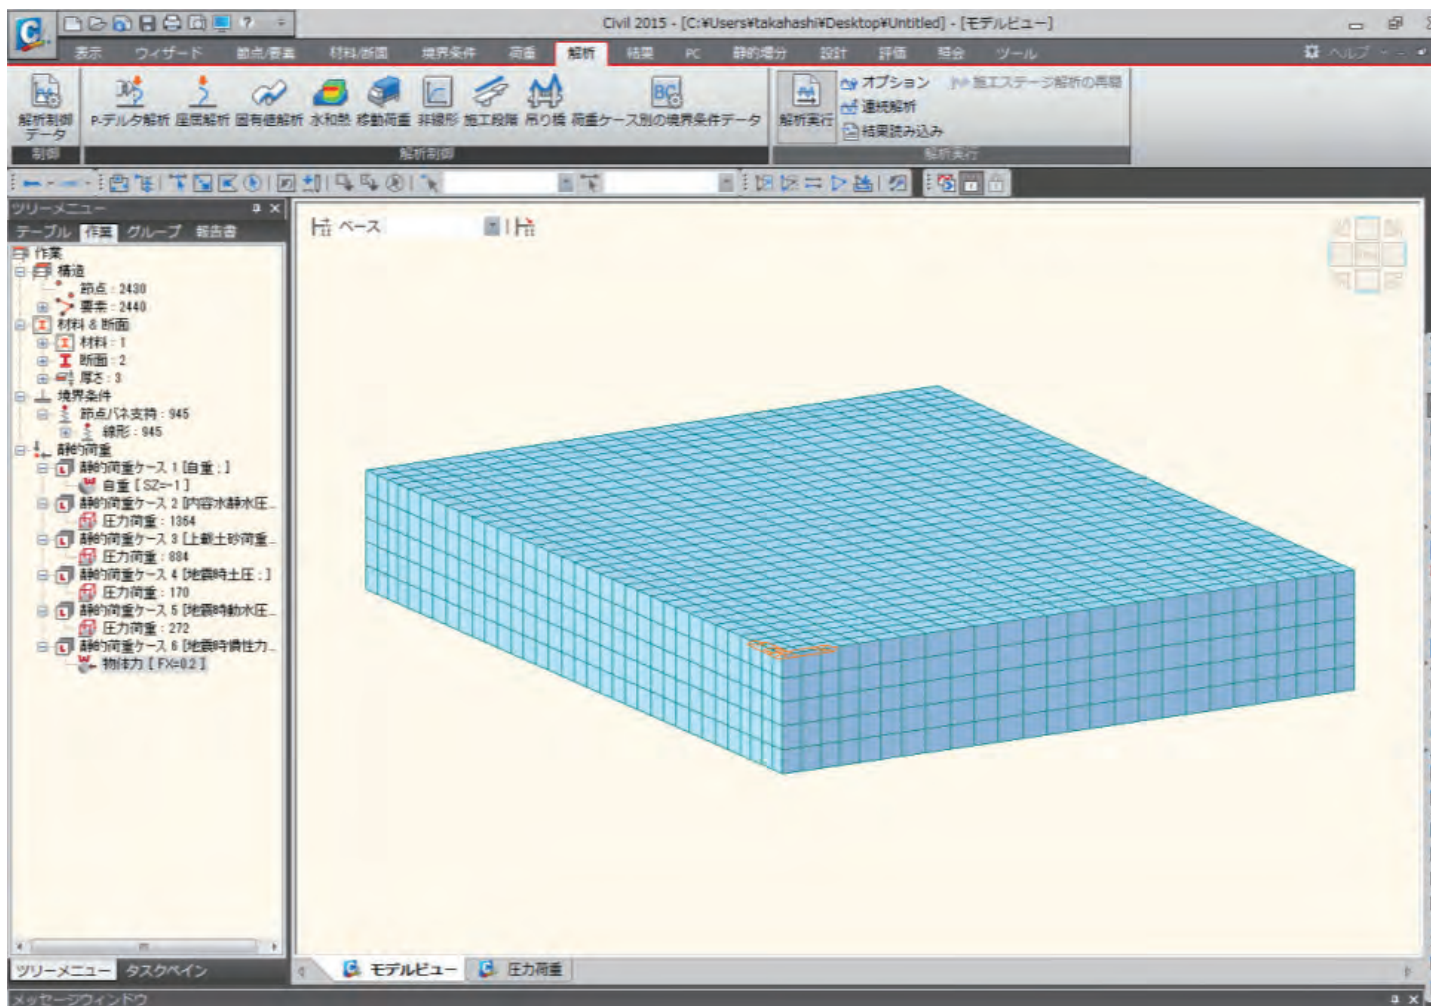 Civil 2015 - [C:¥Users¥takahashi¥Desktop¥Untitled] - [モデルビュー]
表示 ウィザード 節点/要素 材料/断面 境界条件 荷重 解析 結果 PC 静的増分 設計 評価 照会 ツール ヘルプ
解析制御
データ
P-デルタ解析 座屈解析 固有値解析 水和熱 移動荷重 非線形 施工段階 吊り橋 荷重ケース別の境界条件データ
解析実行
オプション
施工ステージ解析の再開
連続解析
結果読み込み
制御 解析制御 解析実行
ツリーメニュー
テーブル 作業 グループ 報告書
ベース
作業
構造
節点 : 2430
要素 : 2440
材料 & 断面
材料 : 1
断面 : 2
厚さ : 3
境界条件
節点バネ支持 : 945
線形 : 945
静的荷重
静的荷重ケース 1 [自重 ; ]
自重 [ SZ=-1 ]
静的荷重ケース 2 [内容水静水圧...
圧力荷重 : 1364
静的荷重ケース 3 [上載土砂荷重...
圧力荷重 : 884
静的荷重ケース 4 [地震時土圧 ; ]
圧力荷重 : 170
静的荷重ケース 5 [地震時動水圧...
圧力荷重 : 272
静的荷重ケース 6 [地震時慣性力...
物体力 [ FX=0.2 ]
ツリーメニュー タスクペイン
モデルビュー 圧力荷重
メッセージウィンドウ